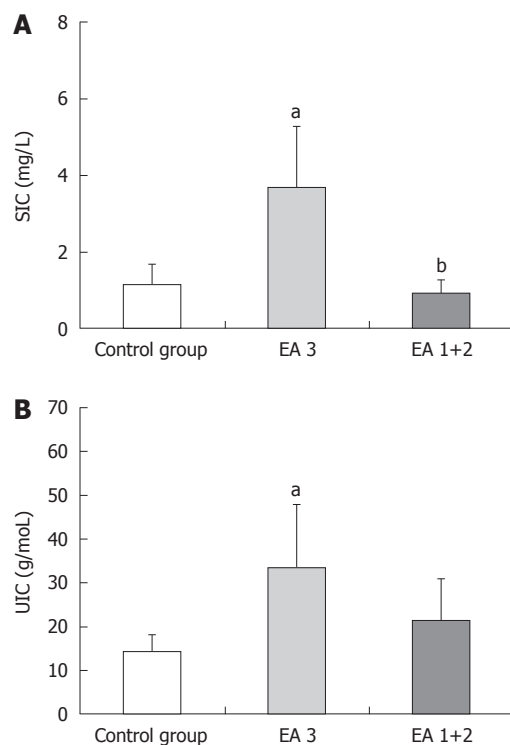 A
8
6
4
2
0
SIC (mg/L)
a
b
Control group EA 3 EA 1+2
B
70
60
50
40
30
20
10
0
UIC (g/moL)
a
Control group EA 3 EA 1+2